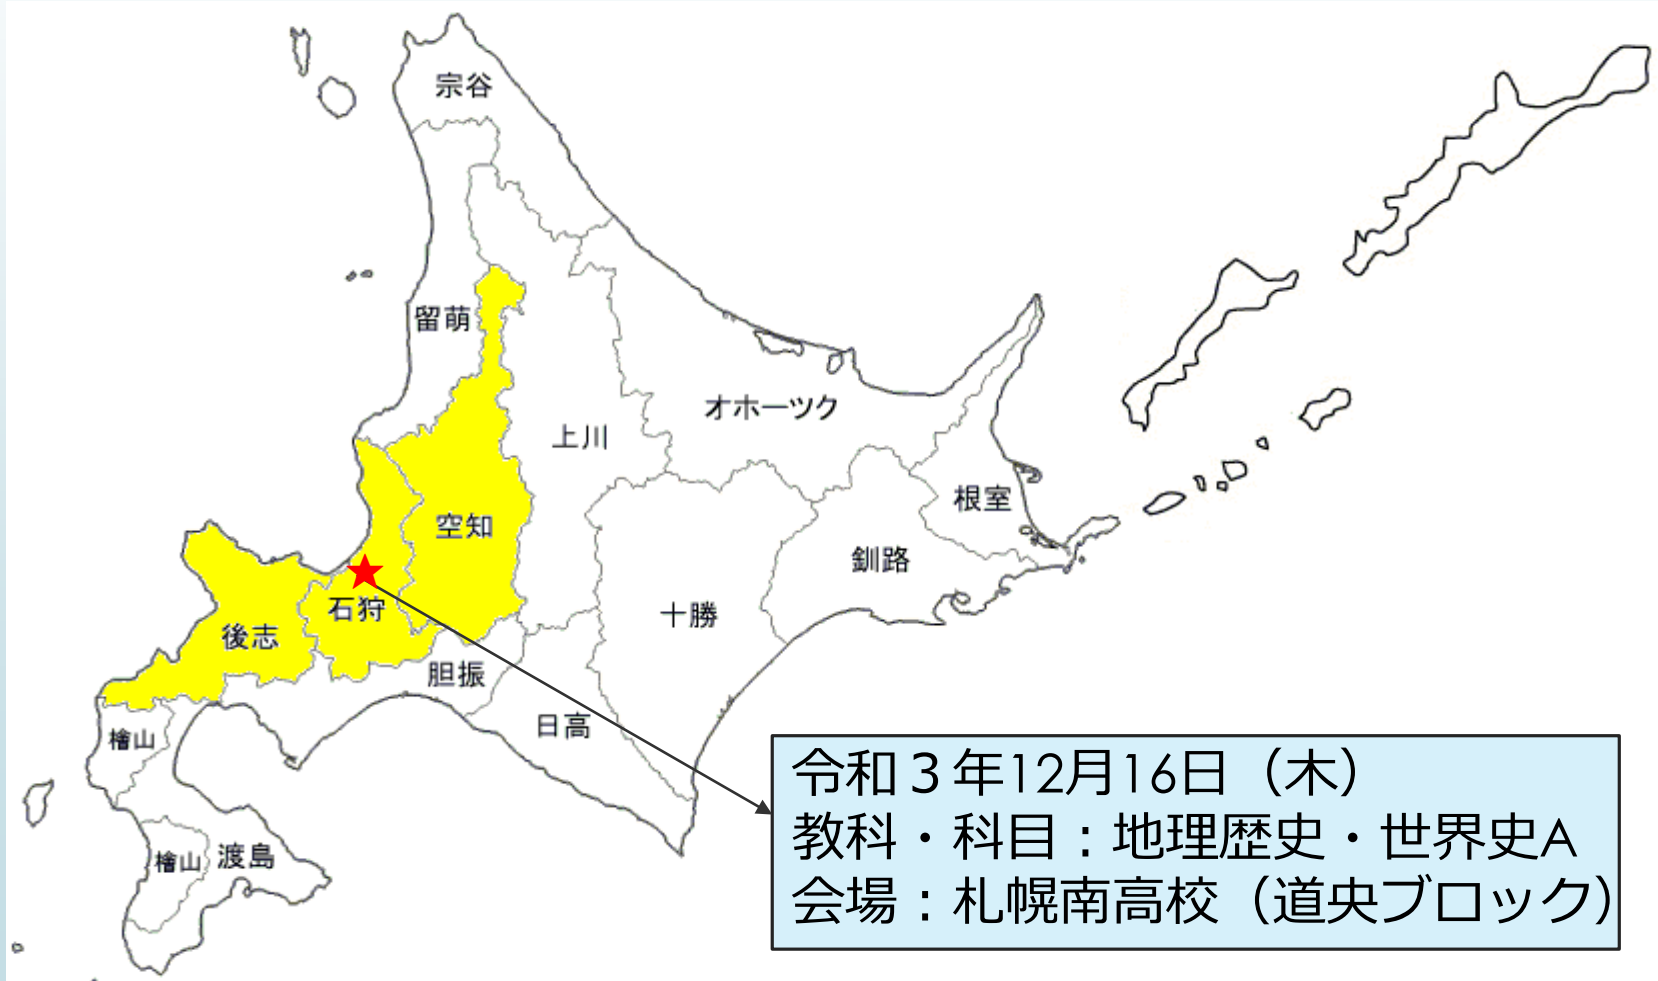 宗谷
留萌
オホーツク
上川
根室
空知
釧路
石狩
十勝
後志
胆振
日高
檜山
檜山
渡島
令和３年12月16日（木）
教科・科目：地理歴史・世界史A
会場：札幌南高校（道央ブロック）